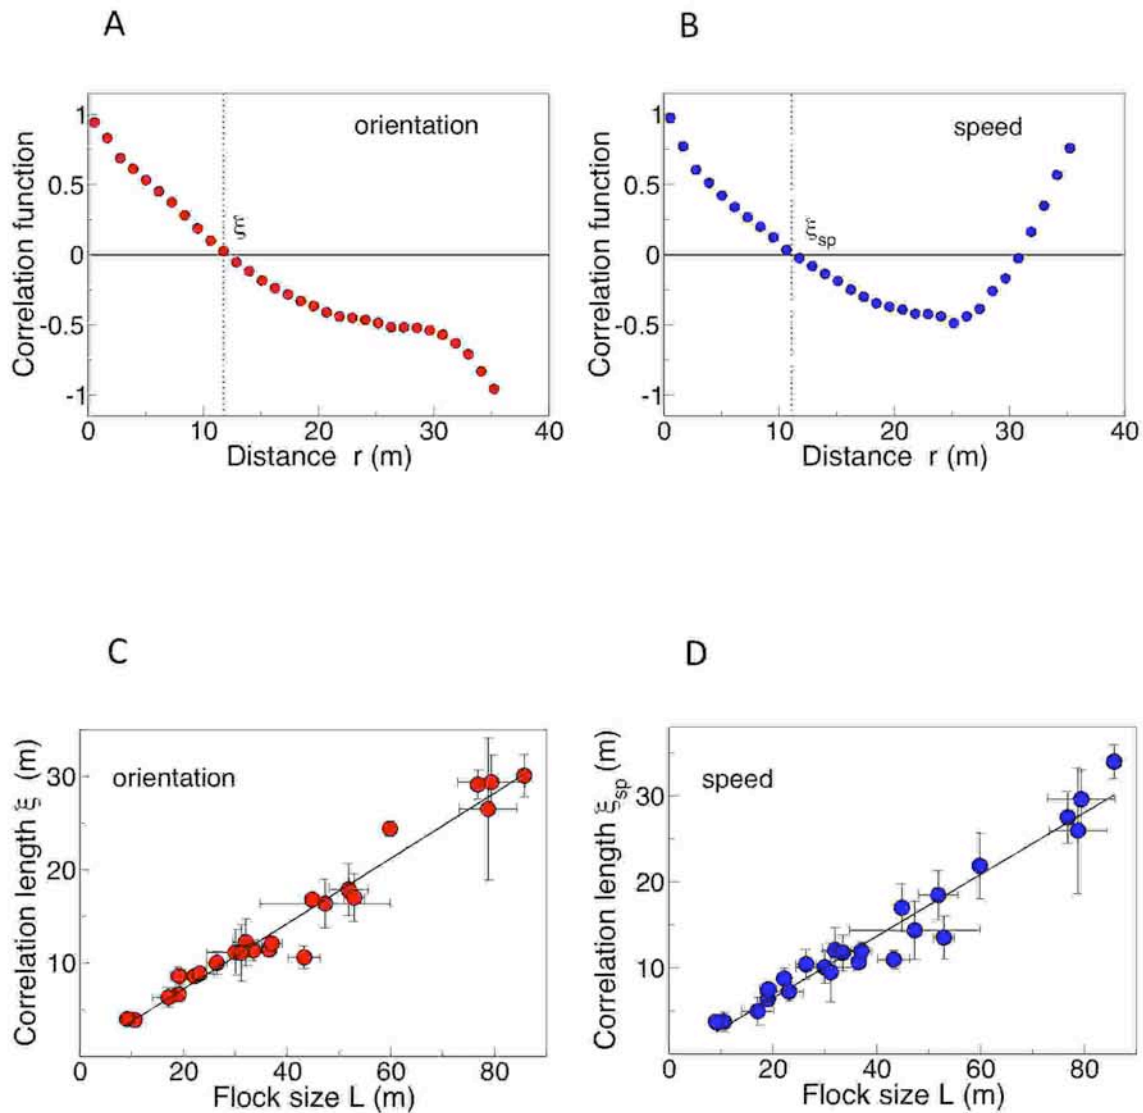 A
B
Correlation function
1
0.5
0
-0.5
-1
orientation
ξ
0 10 20 30 40
Distance r (m)
Correlation function
1
0.5
0
-0.5
-1
speed
ξsp
0 10 20 30 40
Distance r (m)
C
D
Correlation length ξ (m)
30
20
10
orientation
0 20 40 60 80
Flock size L (m)
Correlation length ξsp (m)
30
20
10
speed
0 20 40 60 80
Flock size L (m)